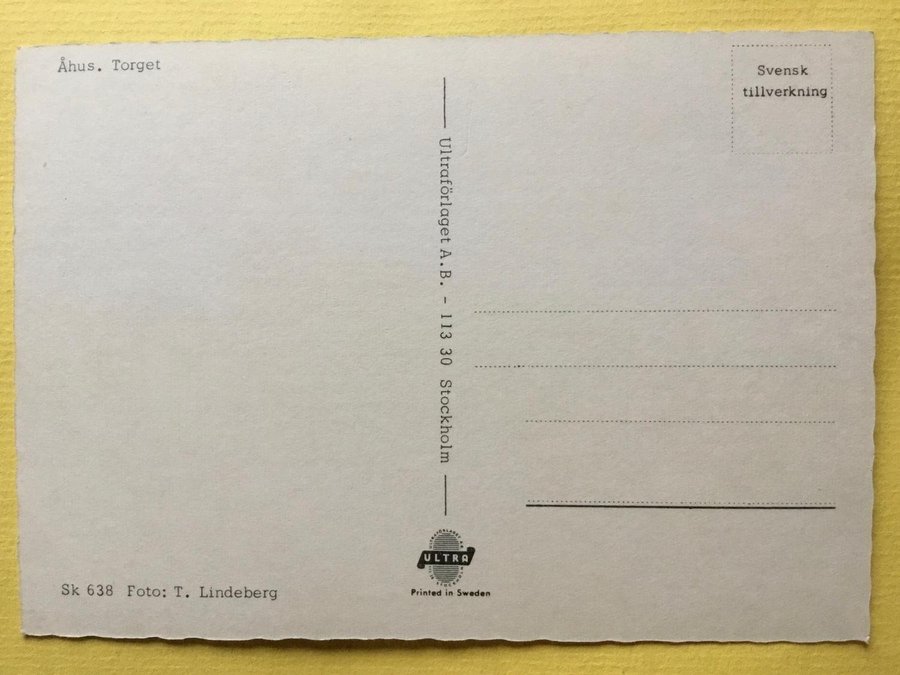 Åhus. Torget
Svensk
tillverkning
Ultraförlaget A.B. - 113 30 Stockholm
ULTRA
Printed in Sweden
Sk 638 Foto: T. Lindeberg